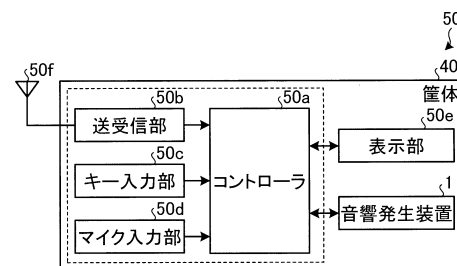 50
40
50f
筐体
50b
50a
50e
送受信部
表示部
50c
キー入力部
コントローラ
1
50d
音響発生装置
マイク入力部